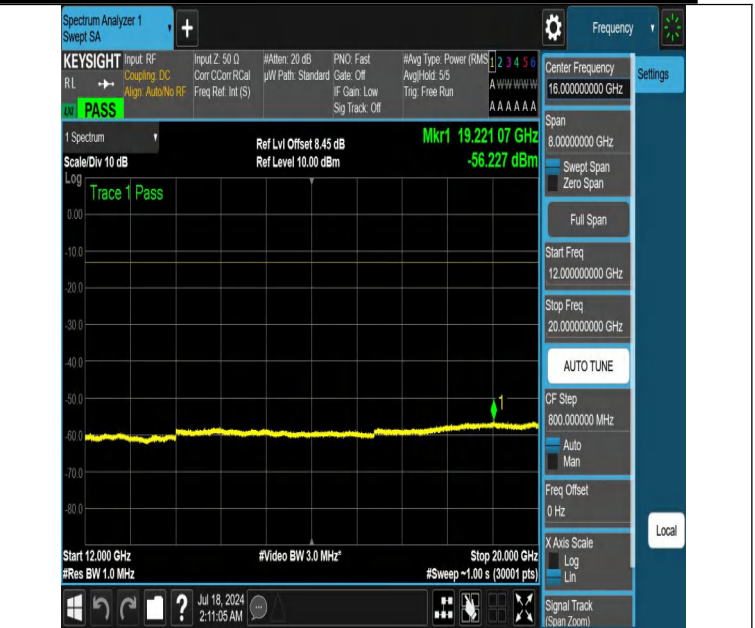 Spectrum Analyzer 1
Swept SA
+
Frequency
KEYSIGHT
RL
PASS
Input: RF
Coupling: DC
Align: Auto/No RF
Input Z: 50 Ω
Corr CCorr RCal
Freq Ref: Int (S)
#Atten: 20 dB
µW Path: Standard
PNO: Fast
Gate: Off
IF Gain: Low
Sig Track: Off
#Avg Type: Power (RMS
Avg|Hold: 5/5
Trig: Free Run
1 2 3 4 5 6
A W W W W W
A A A A A A
Center Frequency
16.000000000 GHz
Settings
Span
8.00000000 GHz
Swept Span
Zero Span
Full Span
Start Freq
12.000000000 GHz
Stop Freq
20.000000000 GHz
AUTO TUNE
CF Step
800.000000 MHz
Auto
Man
Freq Offset
0 Hz
X Axis Scale
Log
Lin
Signal Track
(Span Zoom)
Local
1 Spectrum
Scale/Div 10 dB
Ref Lvl Offset 8.45 dB
Ref Level 10.00 dBm
Mkr1 19.221 07 GHz
-56.227 dBm
Log
Trace 1 Pass
0.00
-10.0
-20.0
-30.0
-40.0
-50.0
1
-60.0
-70.0
-80.0
Start 12.000 GHz
#Video BW 3.0 MHz*
Stop 20.000 GHz
#Res BW 1.0 MHz
#Sweep ~1.00 s (30001 pts)
?
Jul 18, 2024
2:11:05 AM